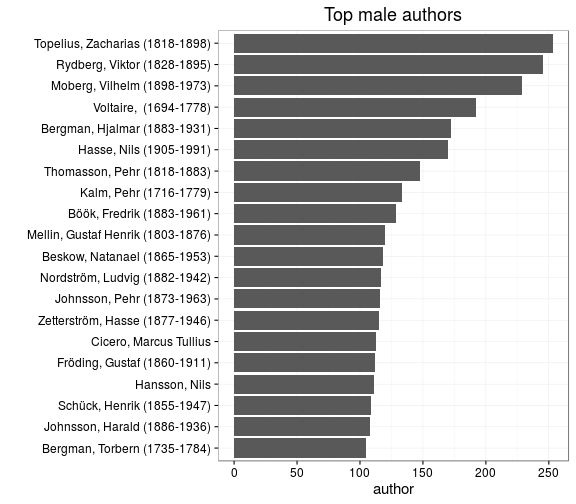 Top male authors
Topelius, Zacharias (1818-1898)
Rydberg, Viktor (1828-1895)
Moberg, Vilhelm (1898-1973)
Voltaire,  (1694-1778)
Bergman, Hjalmar (1883-1931)
Hasse, Nils (1905-1991)
Thomasson, Pehr (1818-1883)
Kalm, Pehr (1716-1779)
Böök, Fredrik (1883-1961)
Mellin, Gustaf Henrik (1803-1876)
Beskow, Natanael (1865-1953)
Nordström, Ludvig (1882-1942)
Johnsson, Pehr (1873-1963)
Zetterström, Hasse (1877-1946)
Cicero, Marcus Tullius
Fröding, Gustaf (1860-1911)
Hansson, Nils
Schück, Henrik (1855-1947)
Johnsson, Harald (1886-1936)
Bergman, Torbern (1735-1784)
0 50 100 150 200 250
author